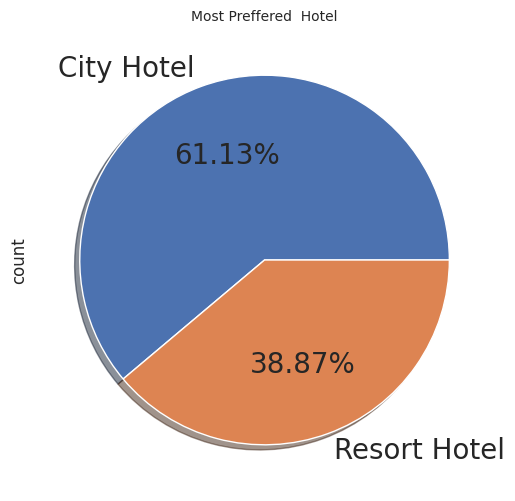 Most Preffered  Hotel
City Hotel
61.13%
count
38.87%
Resort Hotel